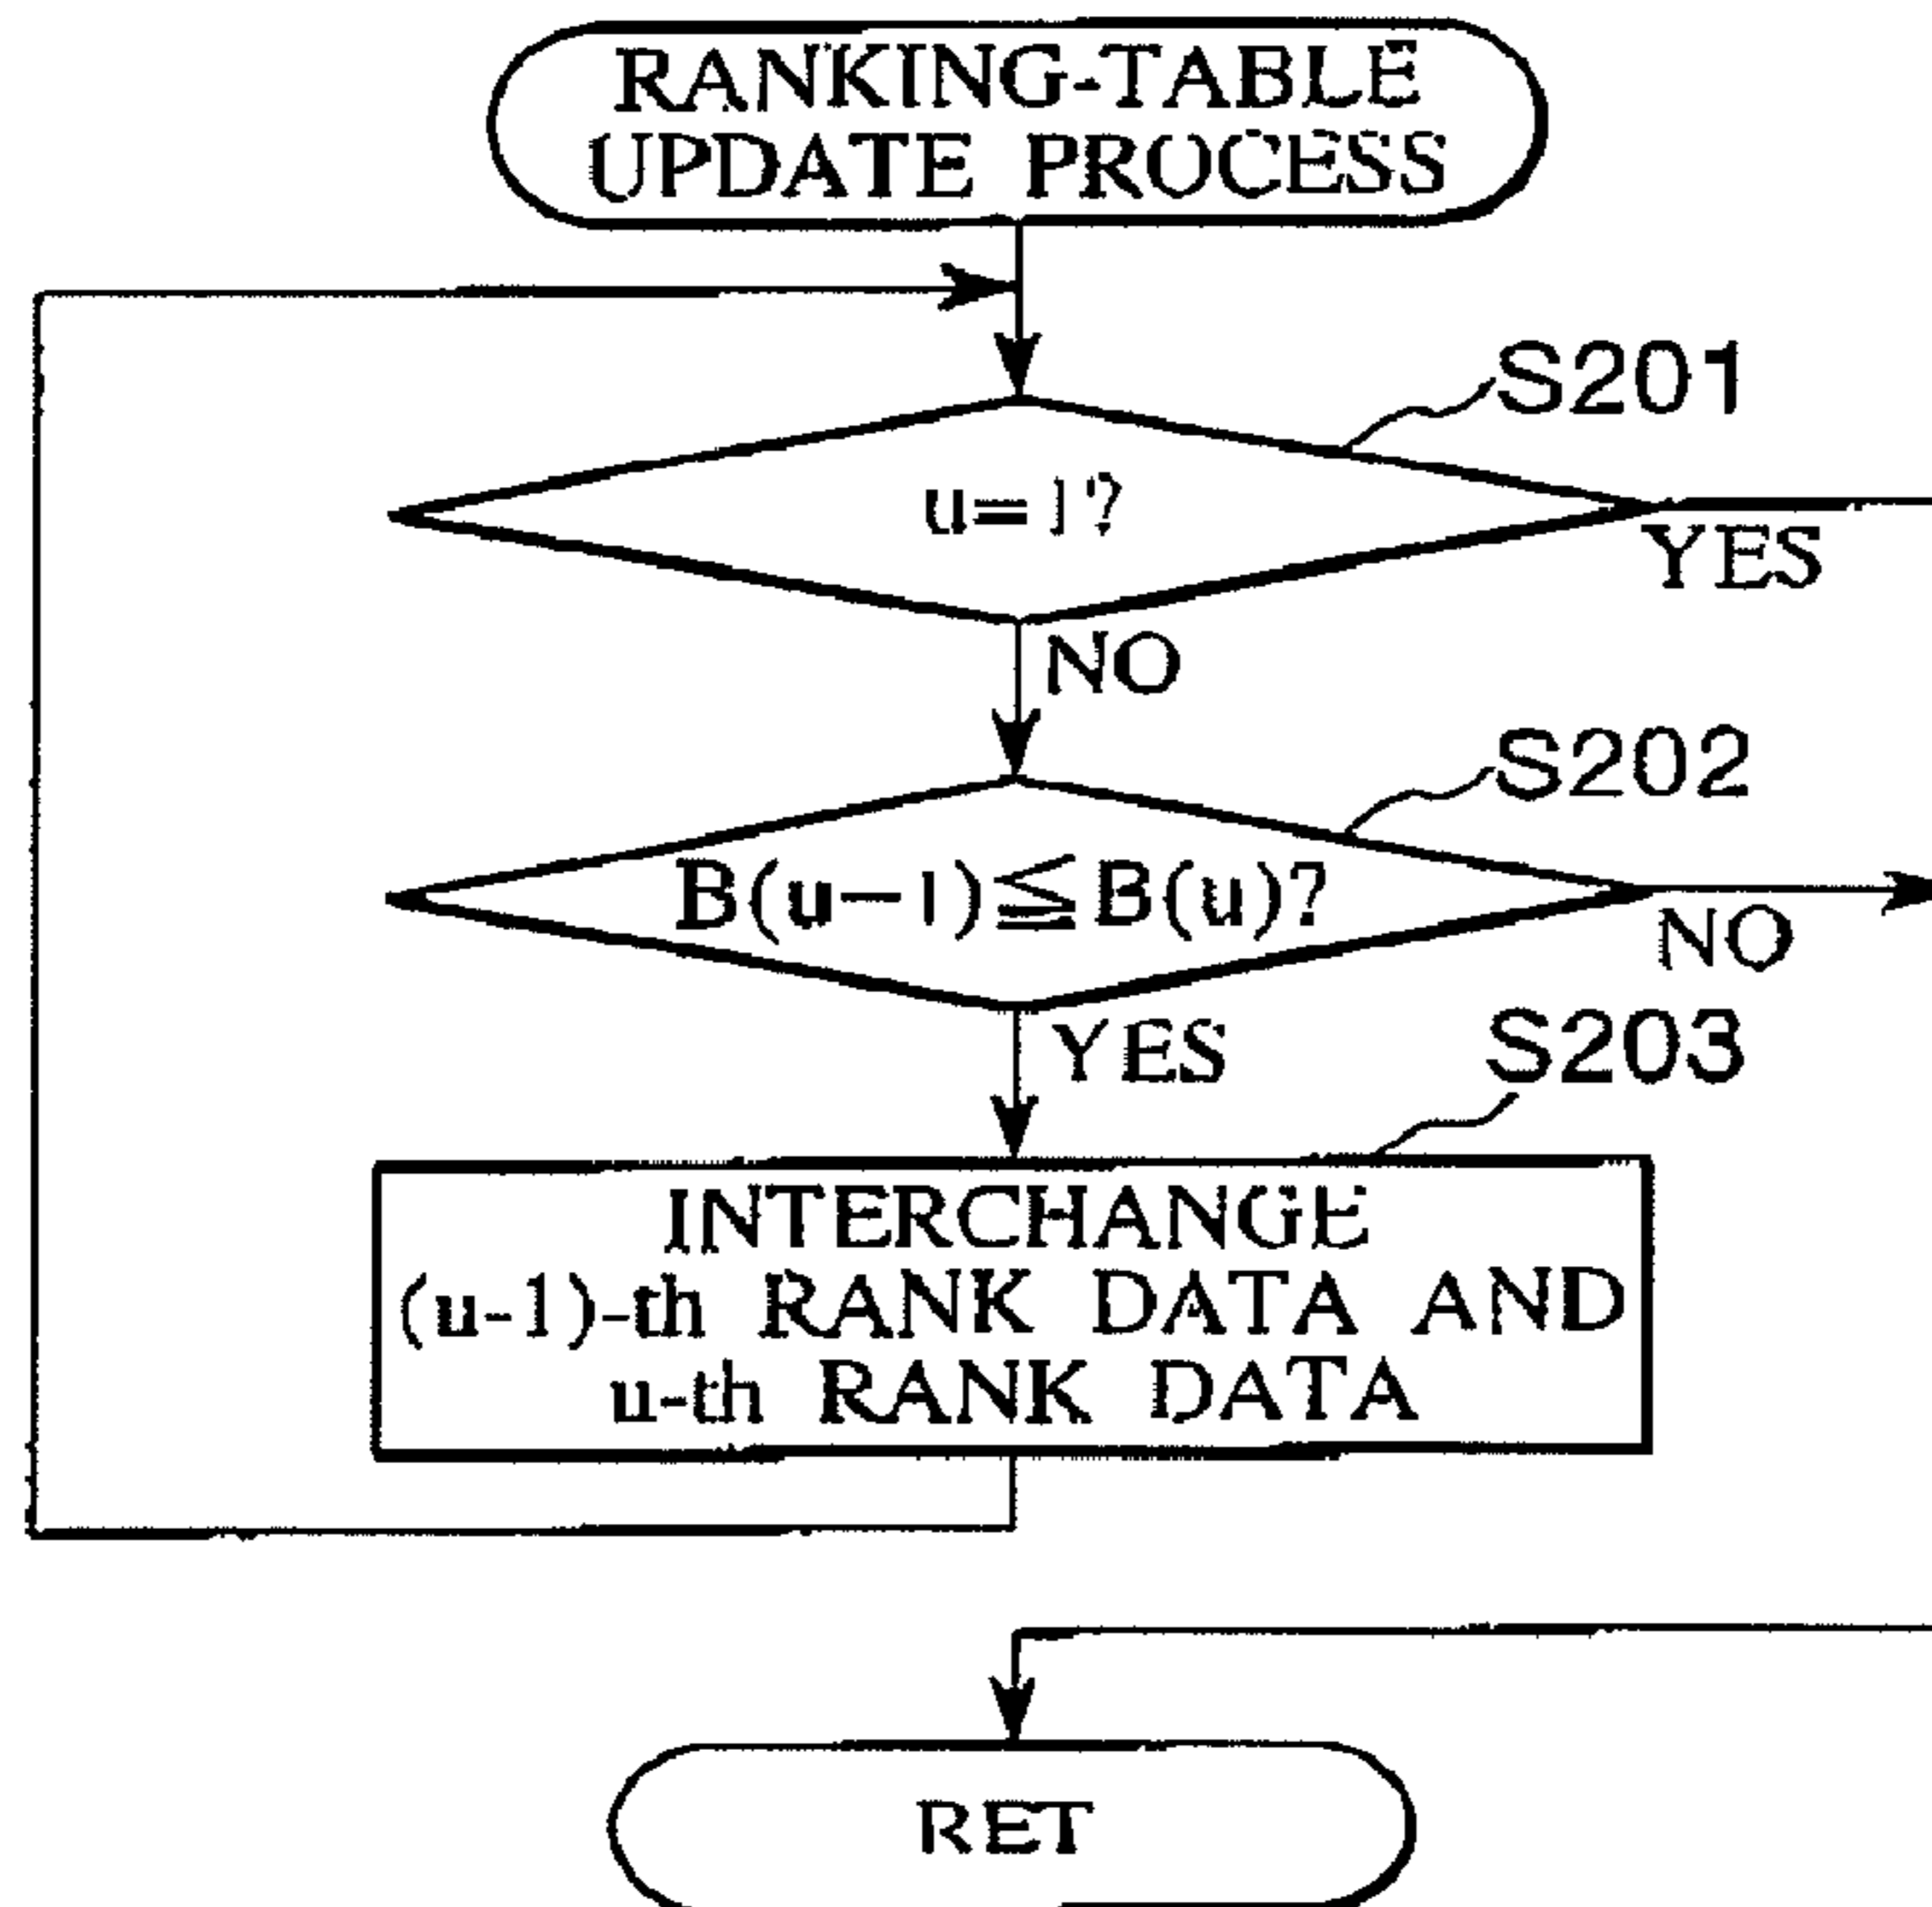 RANKING-TABLE
UPDATE PROCESS
S201
u=1?
YES
NO
S202
B(u-1)≦B(u)?
NO
YES
S203
INTERCHANGE
(u-1)-th RANK DATA AND
u-th RANK DATA
RET